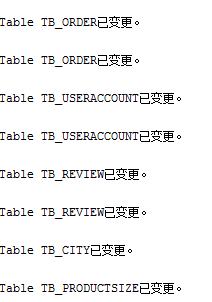 Table TB_ORDER已变更。
Table TB_ORDER已变更。
Table TB_USERACCOUNT已变更。
Table TB_USERACCOUNT已变更。
Table TB_REVIEW已变更。
Table TB_REVIEW已变更。
Table TB_CITY已变更。
Table TB_PRODUCTSIZE已变更。